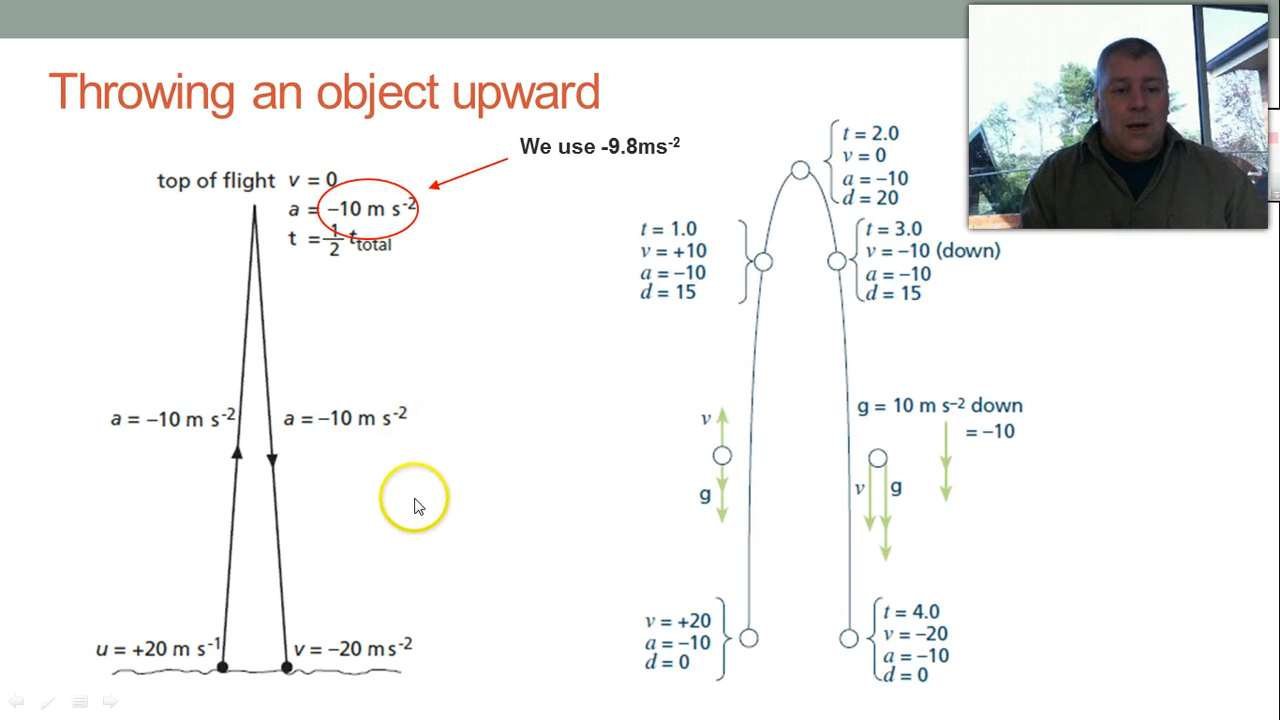 Throwing an object upward
We use -9.8ms⁻²
top of flight v = 0
a = –10 m s⁻²
t = 1/2 t total
a = –10 m s⁻²
a = –10 m s⁻²
u = +20 m s⁻¹
v = –20 ms⁻²
t = 2.0
v = 0
a = –10
d = 20
t = 1.0
v = +10
a = –10
d = 15
t = 3.0
v = –10 (down)
a = –10
d = 15
v
g
g = 10 m s⁻² down
= –10
v g
v = +20
a = –10
d = 0
t = 4.0
v = –20
a = –10
d = 0